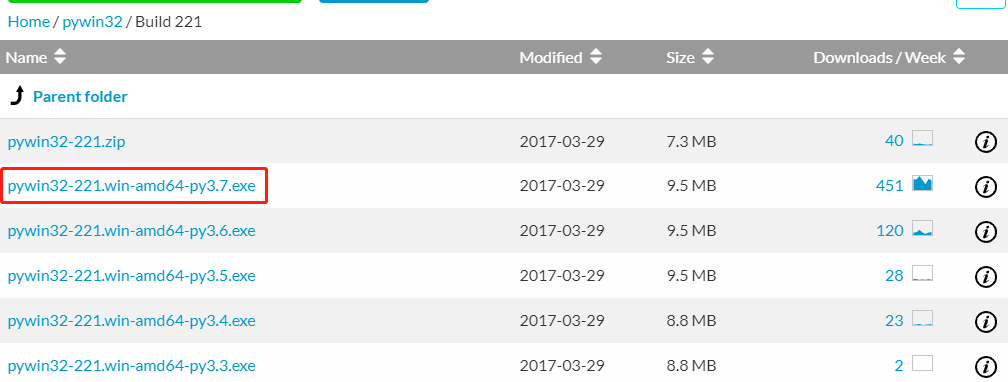 Home / pywin32 / Build 221
Name Modified Size Downloads / Week
Parent folder
pywin32-221.zip 2017-03-29 7.3 MB 40 i
pywin32-221.win-amd64-py3.7.exe 2017-03-29 9.5 MB 451 i
pywin32-221.win-amd64-py3.6.exe 2017-03-29 9.5 MB 120 i
pywin32-221.win-amd64-py3.5.exe 2017-03-29 9.5 MB 28 i
pywin32-221.win-amd64-py3.4.exe 2017-03-29 8.8 MB 23 i
pywin32-221.win-amd64-py3.3.exe 2017-03-29 8.8 MB 2 i